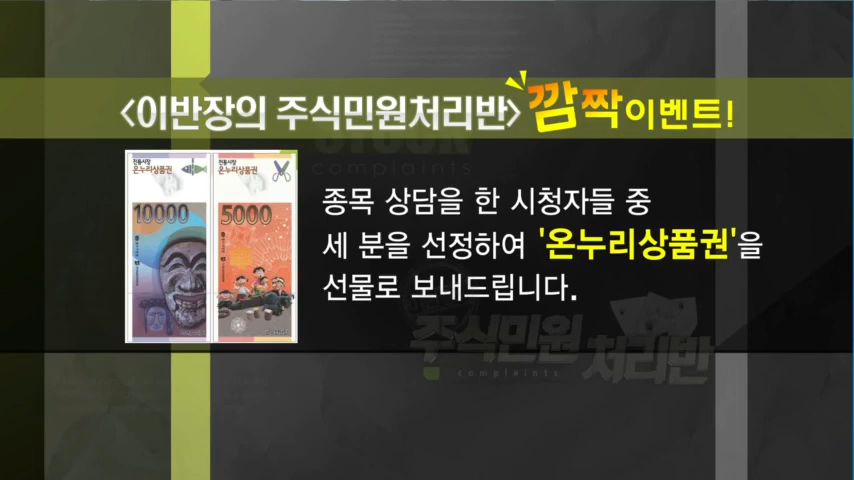 <이반장의 주식민원처리반> 깜짝이벤트!
complaints
전통시장
온누리상품권
10000
전통시장
온누리상품권
5000
종목 상담을 한 시청자들 중
세 분을 선정하여 '온누리상품권'을
선물로 보내드립니다.
주식민원 처리반
complaints